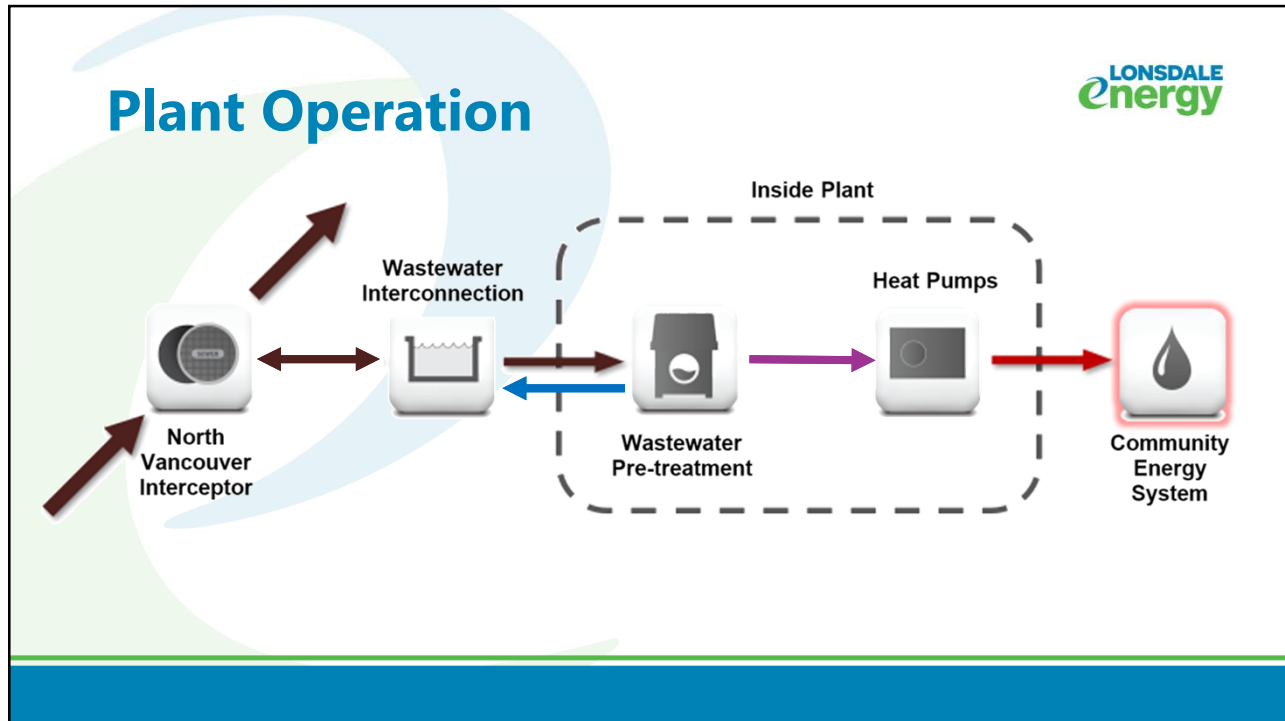 Plant Operation
LONSDALE
energy
Inside Plant
Wastewater
Interconnection
Heat Pumps
SEWER
North
Vancouver
Interceptor
Wastewater
Pre-treatment
Community
Energy
System